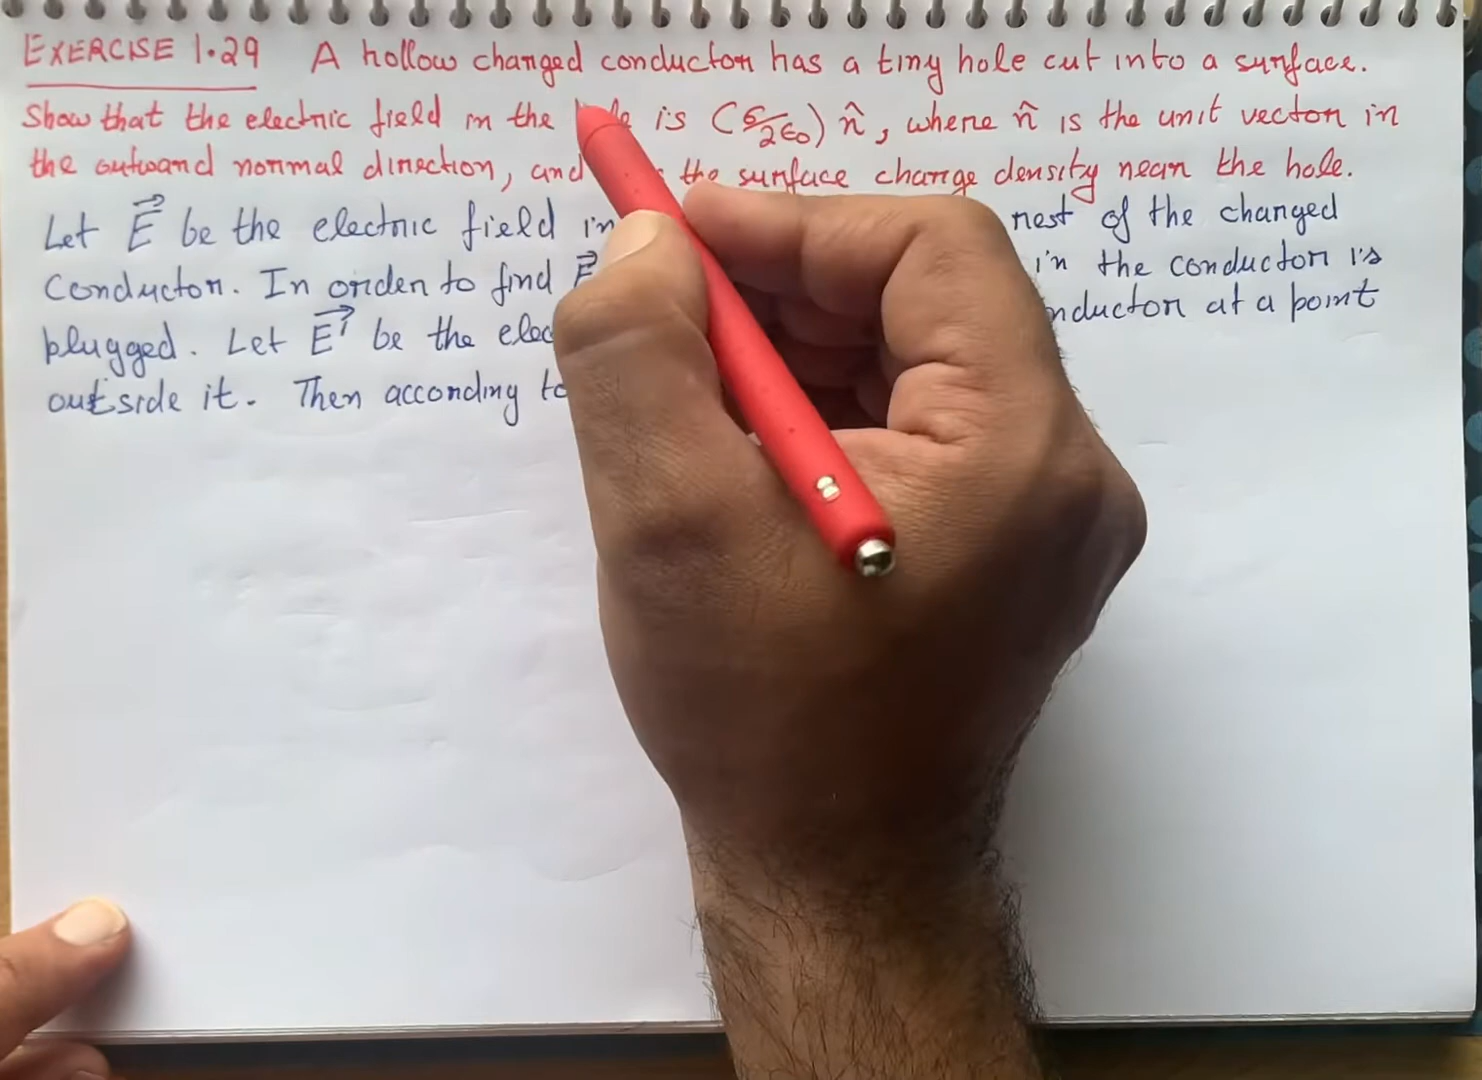 EXERCISE 1.29 A hollow charged conductor has a tiny hole cut into a surface.
Show that the electric field in the is (σ/2ε₀) n̂, where n̂ is the unit vector in
the outward normal direction, and the surface charge density near the hole.
Let E⃗ be the electric field in rest of the charged
conductor. In order to find E⃗ in the conductor is
plugged. Let E⃗' be the conductor at a point
outside it. Then according to